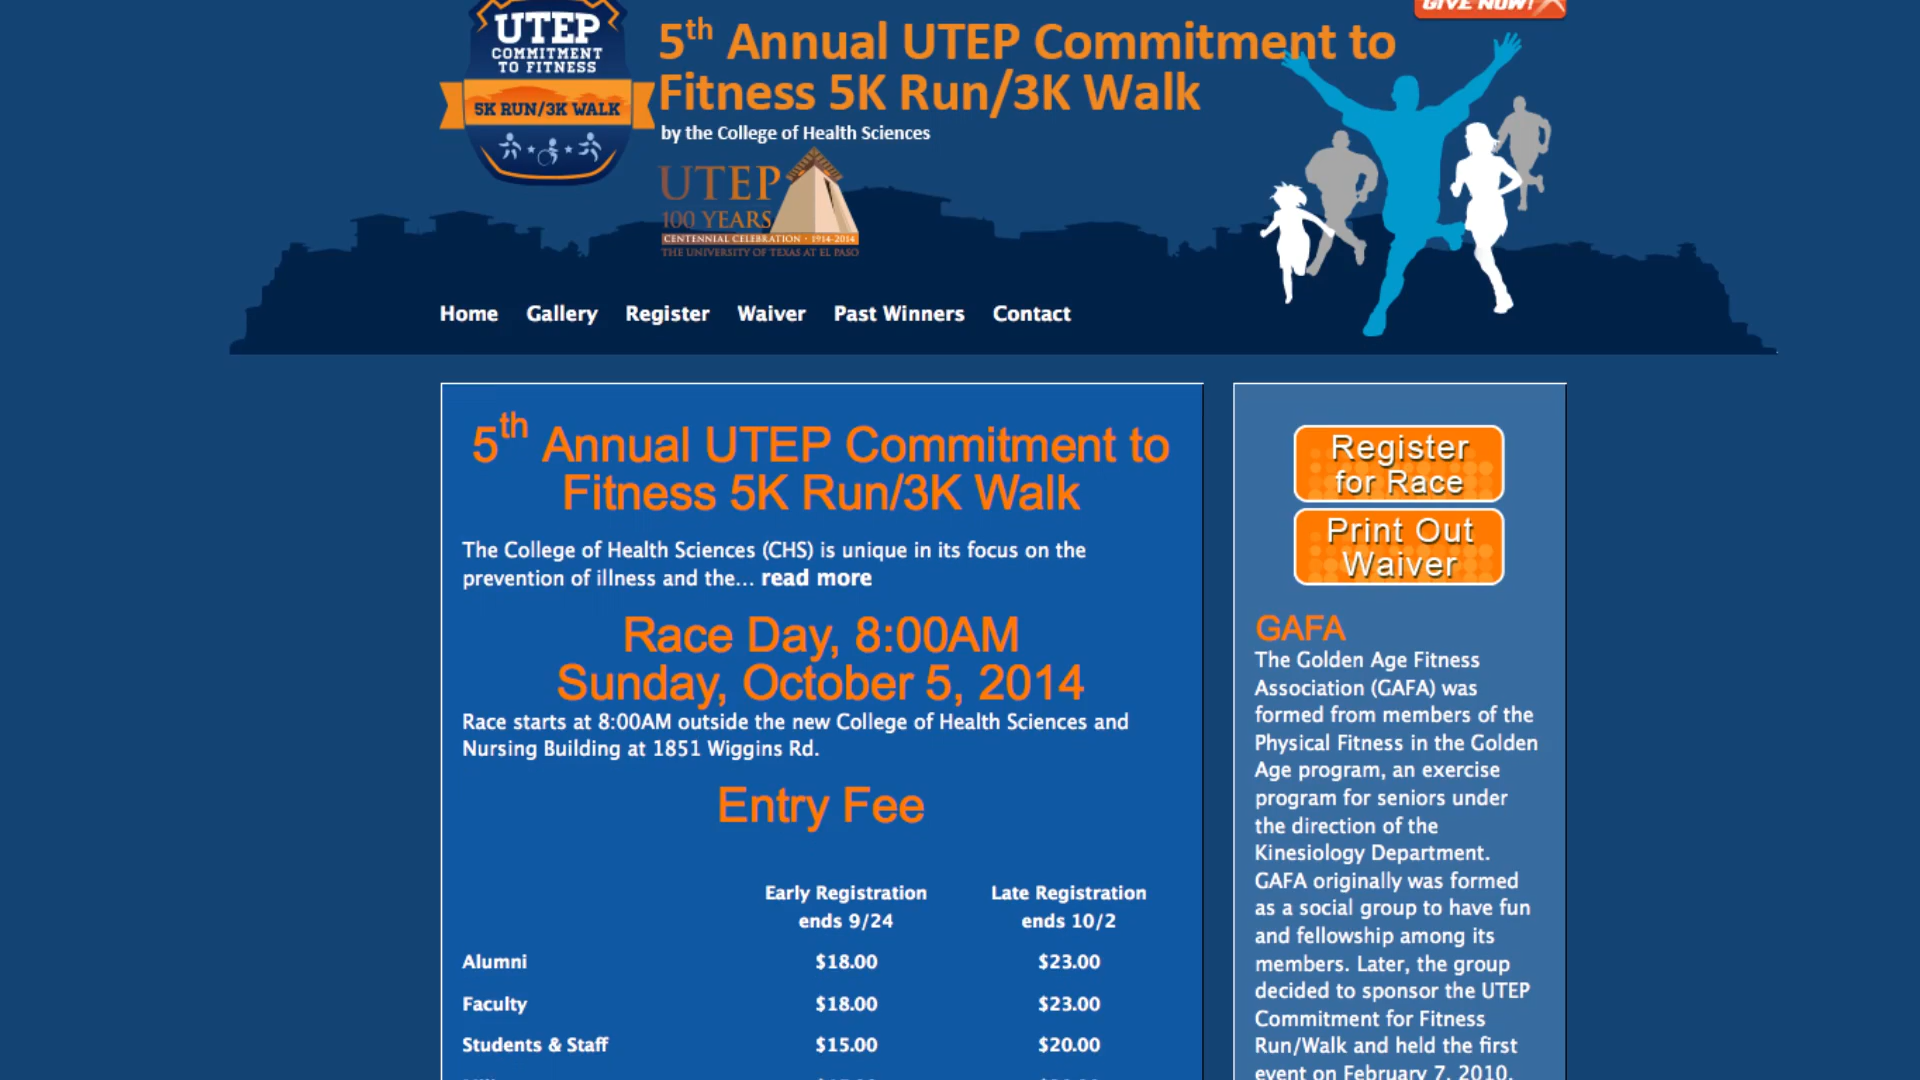 GIVE NOW!
UTEP
COMMITMENT
TO FITNESS
5K RUN/3K WALK
5th Annual UTEP Commitment to
Fitness 5K Run/3K Walk
by the College of Health Sciences
UTEP
100 YEARS
CENTENNIAL CELEBRATION · 1914-2014
THE UNIVERSITY OF TEXAS AT EL PASO
Home Gallery Register Waiver Past Winners Contact
5th Annual UTEP Commitment to
Fitness 5K Run/3K Walk
The College of Health Sciences (CHS) is unique in its focus on the
prevention of illness and the... read more
Race Day, 8:00AM
Sunday, October 5, 2014
Race starts at 8:00AM outside the new College of Health Sciences and
Nursing Building at 1851 Wiggins Rd.
Entry Fee
Early Registration Late Registration
ends 9/24 ends 10/2
Alumni $18.00 $23.00
Faculty $18.00 $23.00
Students & Staff $15.00 $20.00
Register
for Race
Print Out
Waiver
GAFA
The Golden Age Fitness
Association (GAFA) was
formed from members of the
Physical Fitness in the Golden
Age program, an exercise
program for seniors under
the direction of the
Kinesiology Department.
GAFA originally was formed
as a social group to have fun
and fellowship among its
members. Later, the group
decided to sponsor the UTEP
Commitment for Fitness
Run/Walk and held the first
event on February 7, 2010.